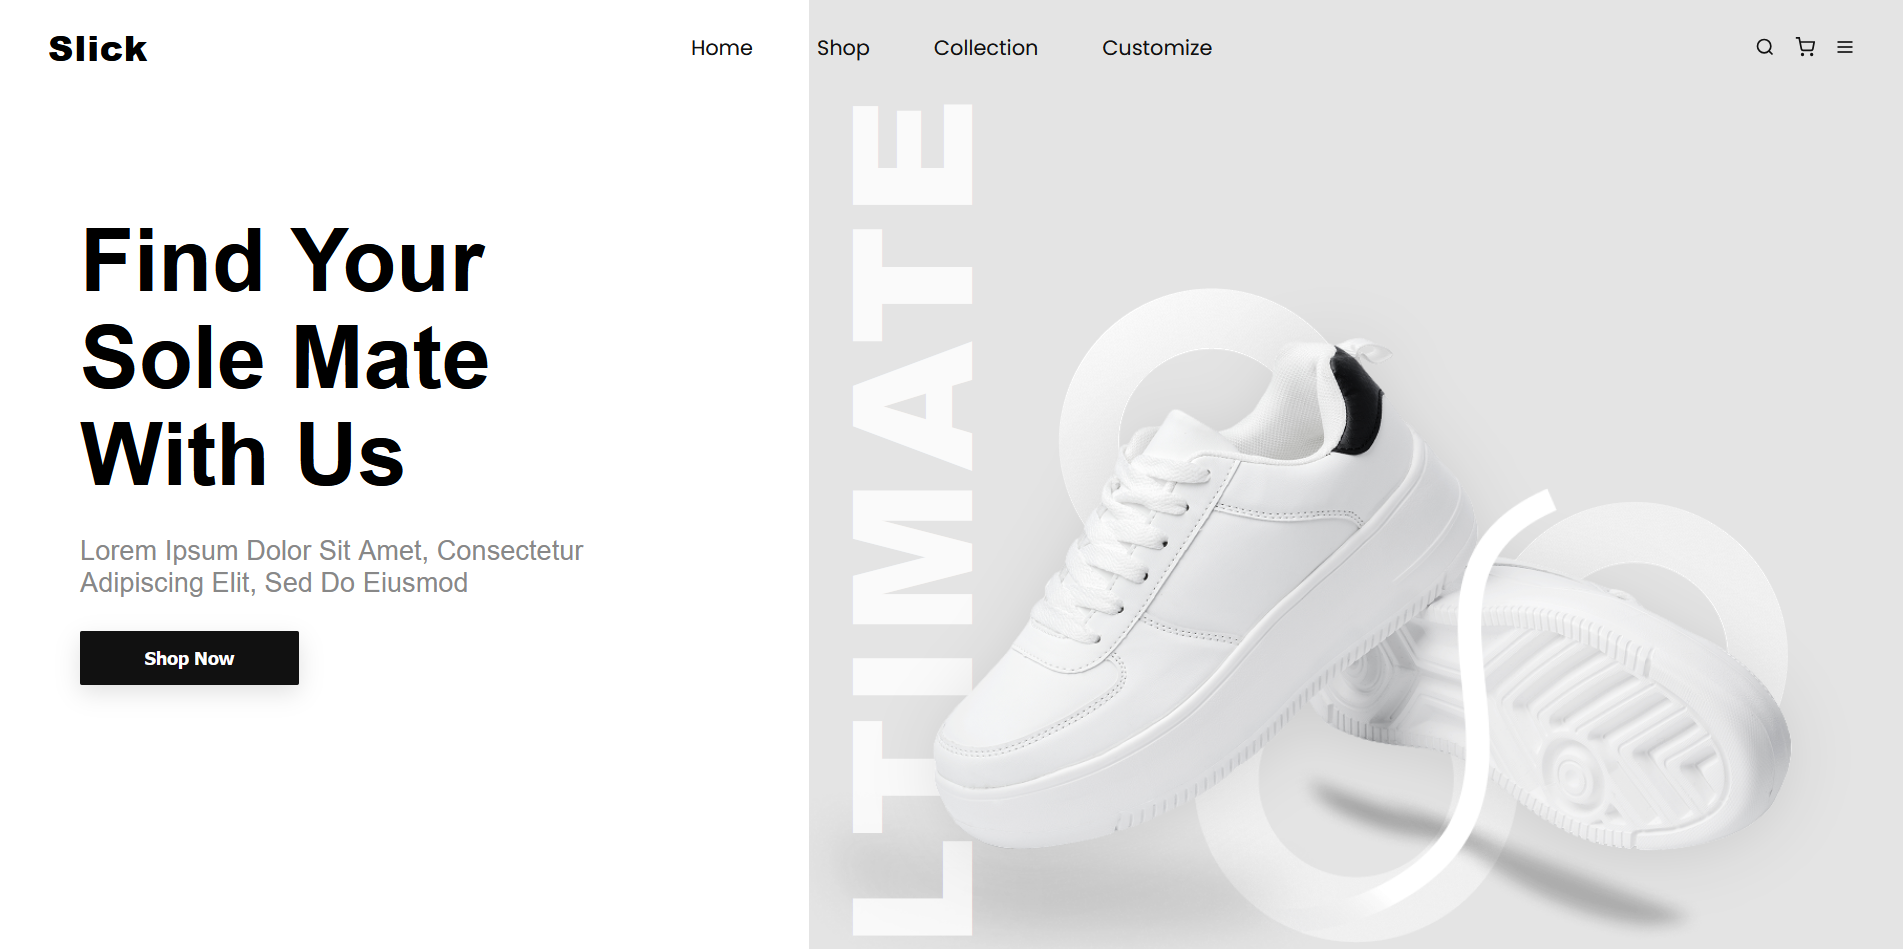 Slick
Home Shop Collection Customize
Find Your
Sole Mate
With Us
Lorem Ipsum Dolor Sit Amet, Consectetur
Adipiscing Elit, Sed Do Eiusmod
Shop Now
LTIMATE